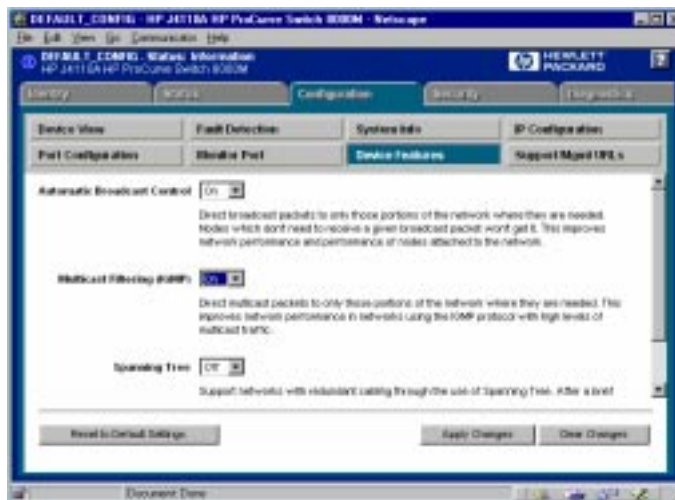 DEFAULT_CONFIG - HP J4110A HP ProCurve Switch 8000M - Netscape
File Edit View Go Communicator Help
DEFAULT_CONFIG - Status: Information
HP J4110A HP ProCurve Switch 8000M
HEWLETT PACKARD
?
Identity Status Configuration Security Diagnostics
Device View Fault Detection System Info IP Configuration
Port Configuration Monitor Port Device Features Support Mgmt URLs
Automatic Broadcast Control On
Direct broadcast packets to only those portions of the network where they are needed.
Nodes which don't need to receive a given broadcast packet won't get it. This improves
network performance and performance of nodes attached to the network.
Multicast Filtering (IGMP) On
Direct multicast packets to only those portions of the network where they are needed. This
improves network performance in networks using the IGMP protocol with high levels of
multicast traffic.
Spanning Tree Off
Support networks with redundant cabling through the use of Spanning Tree. After a brief
Reset to Default Settings Apply Changes Clear Changes
Document: Done